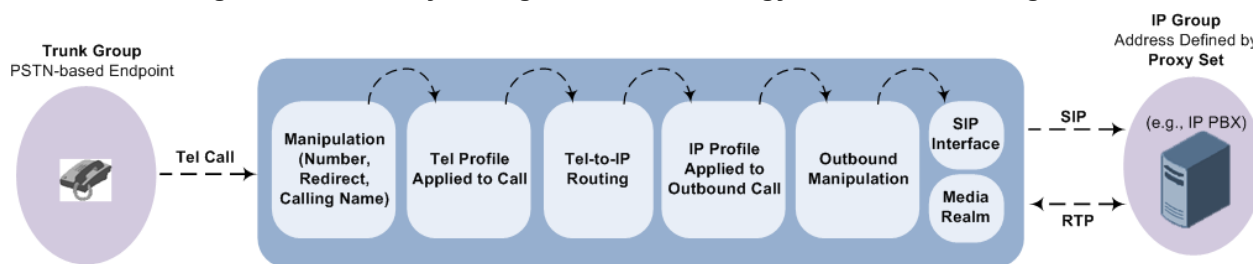 Trunk Group
PSTN-based Endpoint
IP Group
Address Defined by
Proxy Set
Tel Call
Manipulation
(Number,
Redirect,
Calling Name)
Tel Profile
Applied to Call
Tel-to-IP
Routing
IP Profile
Applied to
Outbound Call
Outbound
Manipulation
SIP
Interface
Media
Realm
SIP
RTP
(e.g., IP PBX)